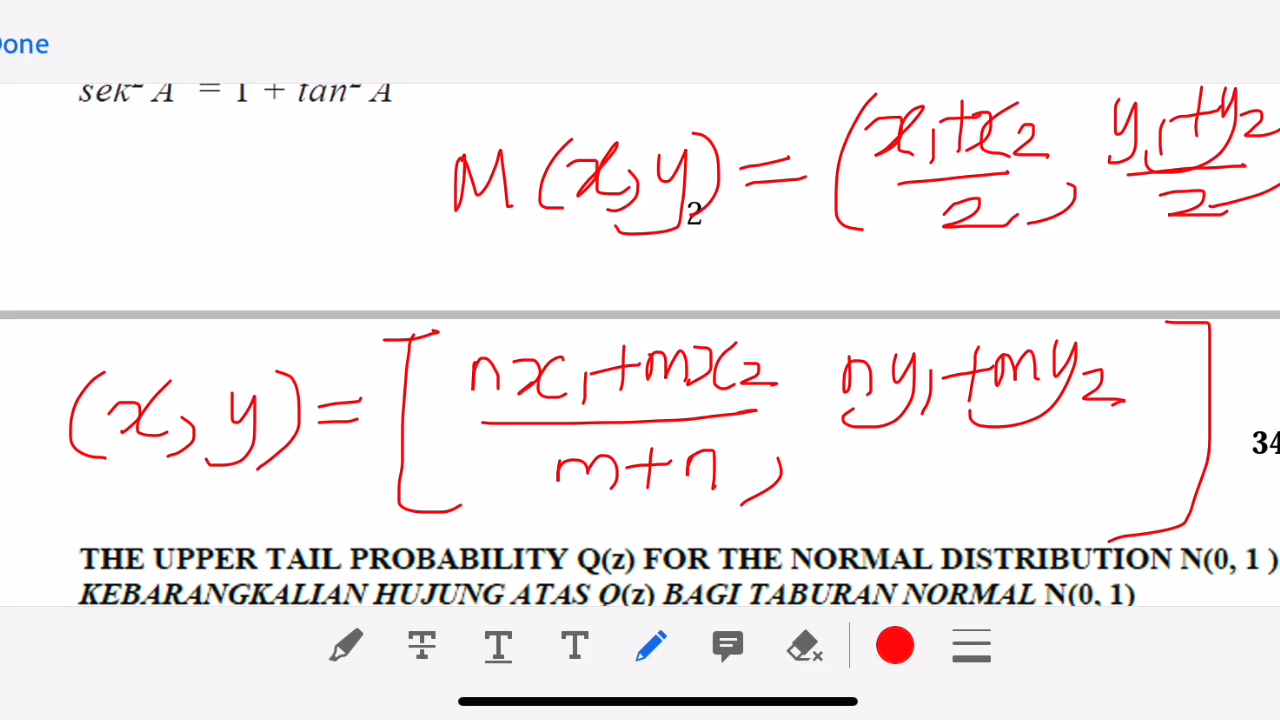 Done
sek² A = 1 + tan² A
M(x, y) = (x₁+x₂/2, y₁+y₂/2
2
(x, y) = [nx₁+mx₂/m+n, ny₁+my₂]
34
THE UPPER TAIL PROBABILITY Q(z) FOR THE NORMAL DISTRIBUTION N(0, 1 )
KEBARANGKALIAN HUJUNG ATAS Q(z) BAGI TABURAN NORMAL N(0, 1)
T T T